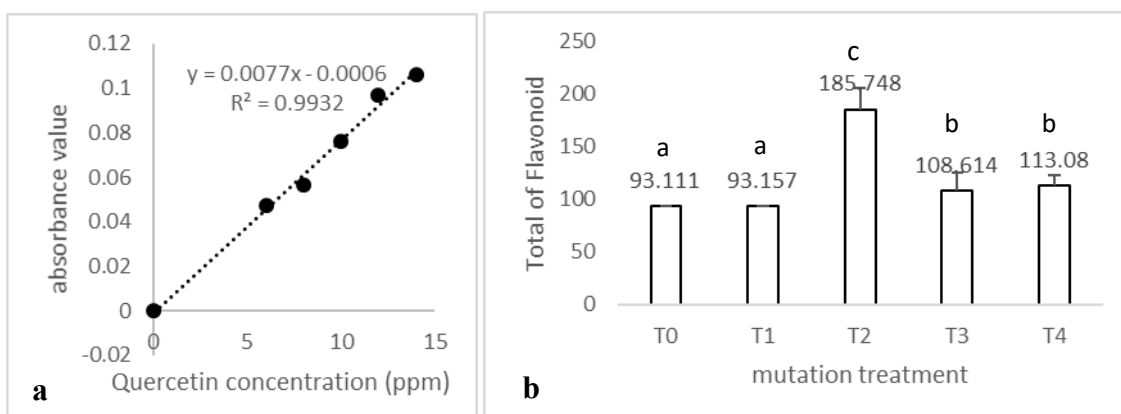 0.12
0.1
0.08
0.06
0.04
0.02
0
-0.02
0 5 10 15
y = 0.0077x - 0.0006
R² = 0.9932
absorbance value
Quercetin concentration (ppm)
a
250
200
150
100
50
0
Total of Flavonoid
a a c b b
93.111 93.157 185.748 108.614 113.08
T0 T1 T2 T3 T4
mutation treatment
b